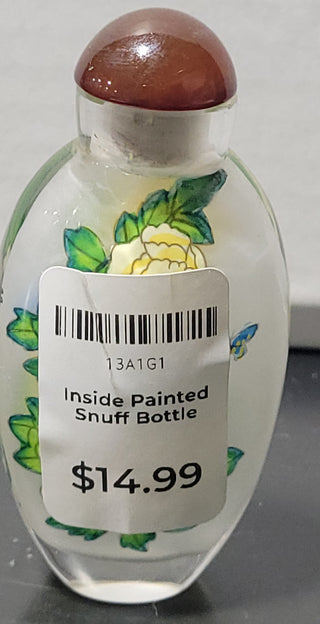 13A1G1
Inside Painted
Snuff Bottle
$14.99